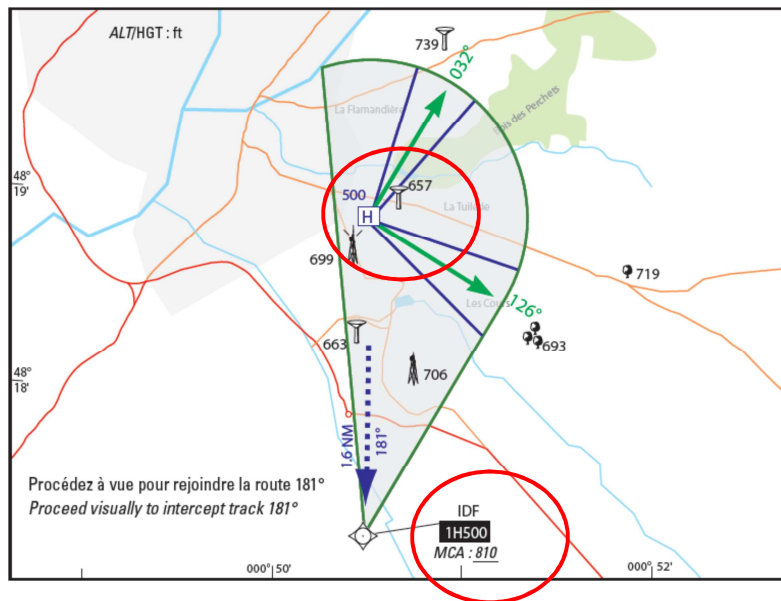 ALT/HGT : ft
739
032°
La Flamandière
Bois des Perchets
48°
19'
500
657
H
La Tuilerie
699
719
Les Cours
126°
663
693
48°
18'
706
1,6 NM
181°
Procédez à vue pour rejoindre la route 181°
Proceed visually to intercept track 181°
IDF
1H500
MCA : 810
000° 50'
000° 52'